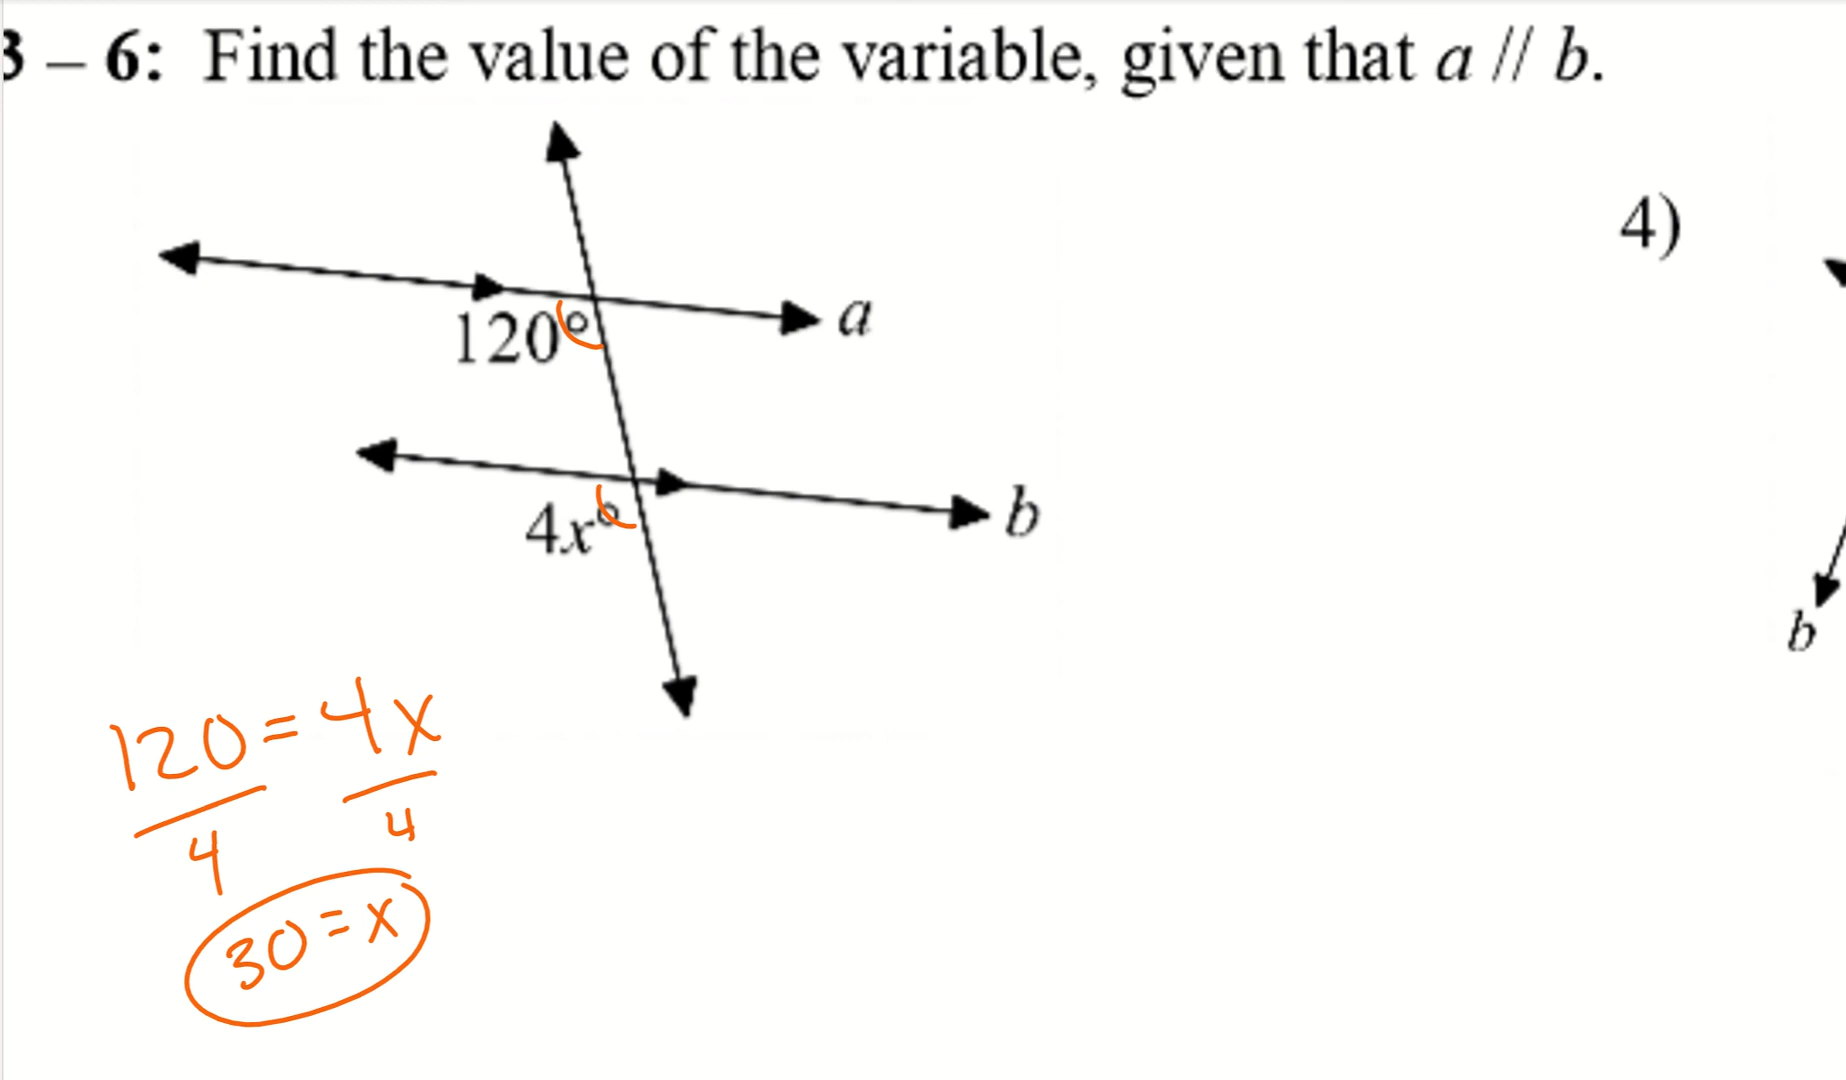 3 – 6: Find the value of the variable, given that a // b.
4)
a
120°
b
4x°
b
120 = 4x
4 4
30 = x